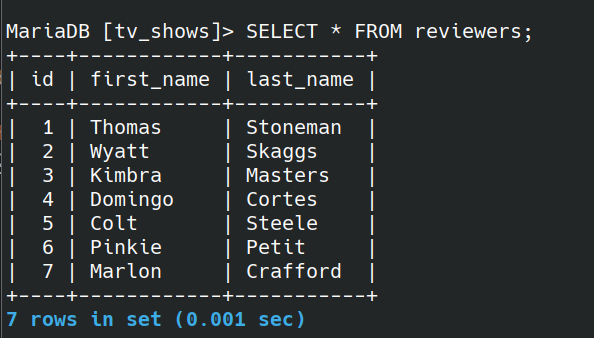 MariaDB [tv_shows]> SELECT * FROM reviewers;
+----+------------+-----------+
| id | first_name | last_name |
+----+------------+-----------+
|  1 | Thomas     | Stoneman  |
|  2 | Wyatt      | Skaggs    |
|  3 | Kimbra     | Masters   |
|  4 | Domingo    | Cortes    |
|  5 | Colt       | Steele    |
|  6 | Pinkie     | Petit     |
|  7 | Marlon     | Crafford  |
+----+------------+-----------+
7 rows in set (0.001 sec)